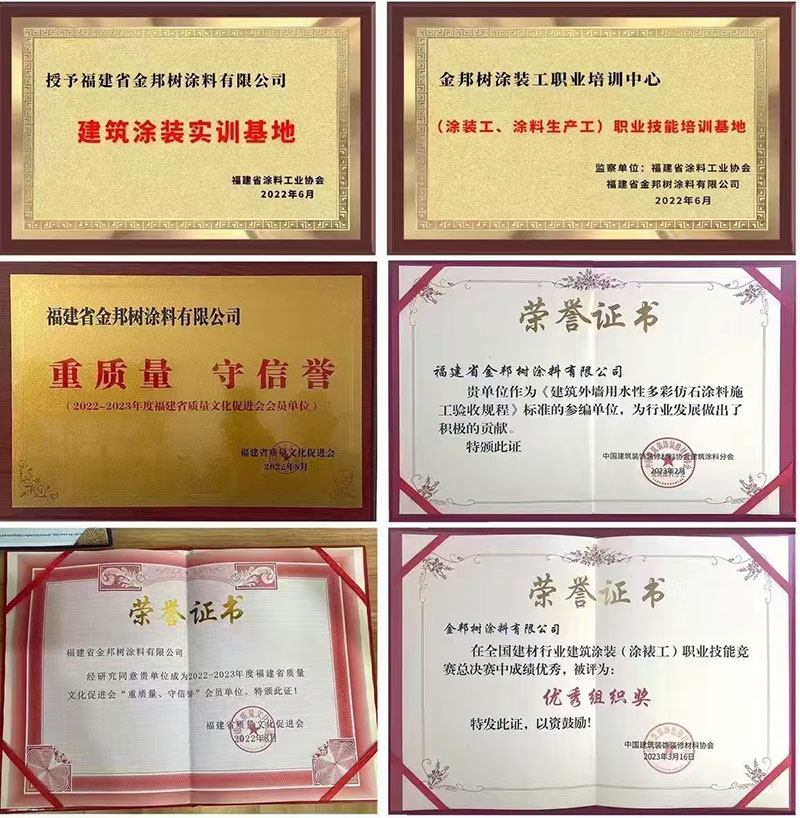 授予福建省金邦树涂料有限公司
建筑涂装实训基地
福建省涂料工业协会
2022年6月
金邦树涂装工职业培训中心
（涂装工、涂料生产工）职业技能培训基地
监察单位：福建省涂料工业协会
福建省金邦树涂料有限公司
2022年6月
福建省金邦树涂料有限公司
重质量 守信誉
（2022-2023年度福建省质量文化促进会会员单位）
福建省质量文化促进会
2022年8月
荣誉证书
福建省金邦树涂料有限公司
贵单位作为《建筑外墙用水性多彩仿石涂料施
工验收规程》标准的参编单位，为行业发展做出了
积极的贡献。
特颁此证
中国建筑装饰装修材料协会建筑涂料分会
2023年2月
荣誉证书
福建省金邦树涂料有限公司
经研究同意贵单位成为2022-2023年度福建省质量
文化促进会“重质量、守信誉”会员单位。特颁此证！
福建省质量文化促进会
2022年8月
荣誉证书
金邦树涂料有限公司
在全国建材行业建筑涂装（涂裱工）职业技能竞
赛总决赛中成绩优秀，被评为：
优秀组织奖
特发此证，以资鼓励！
中国建筑装饰装修材料协会
2023年3月16日